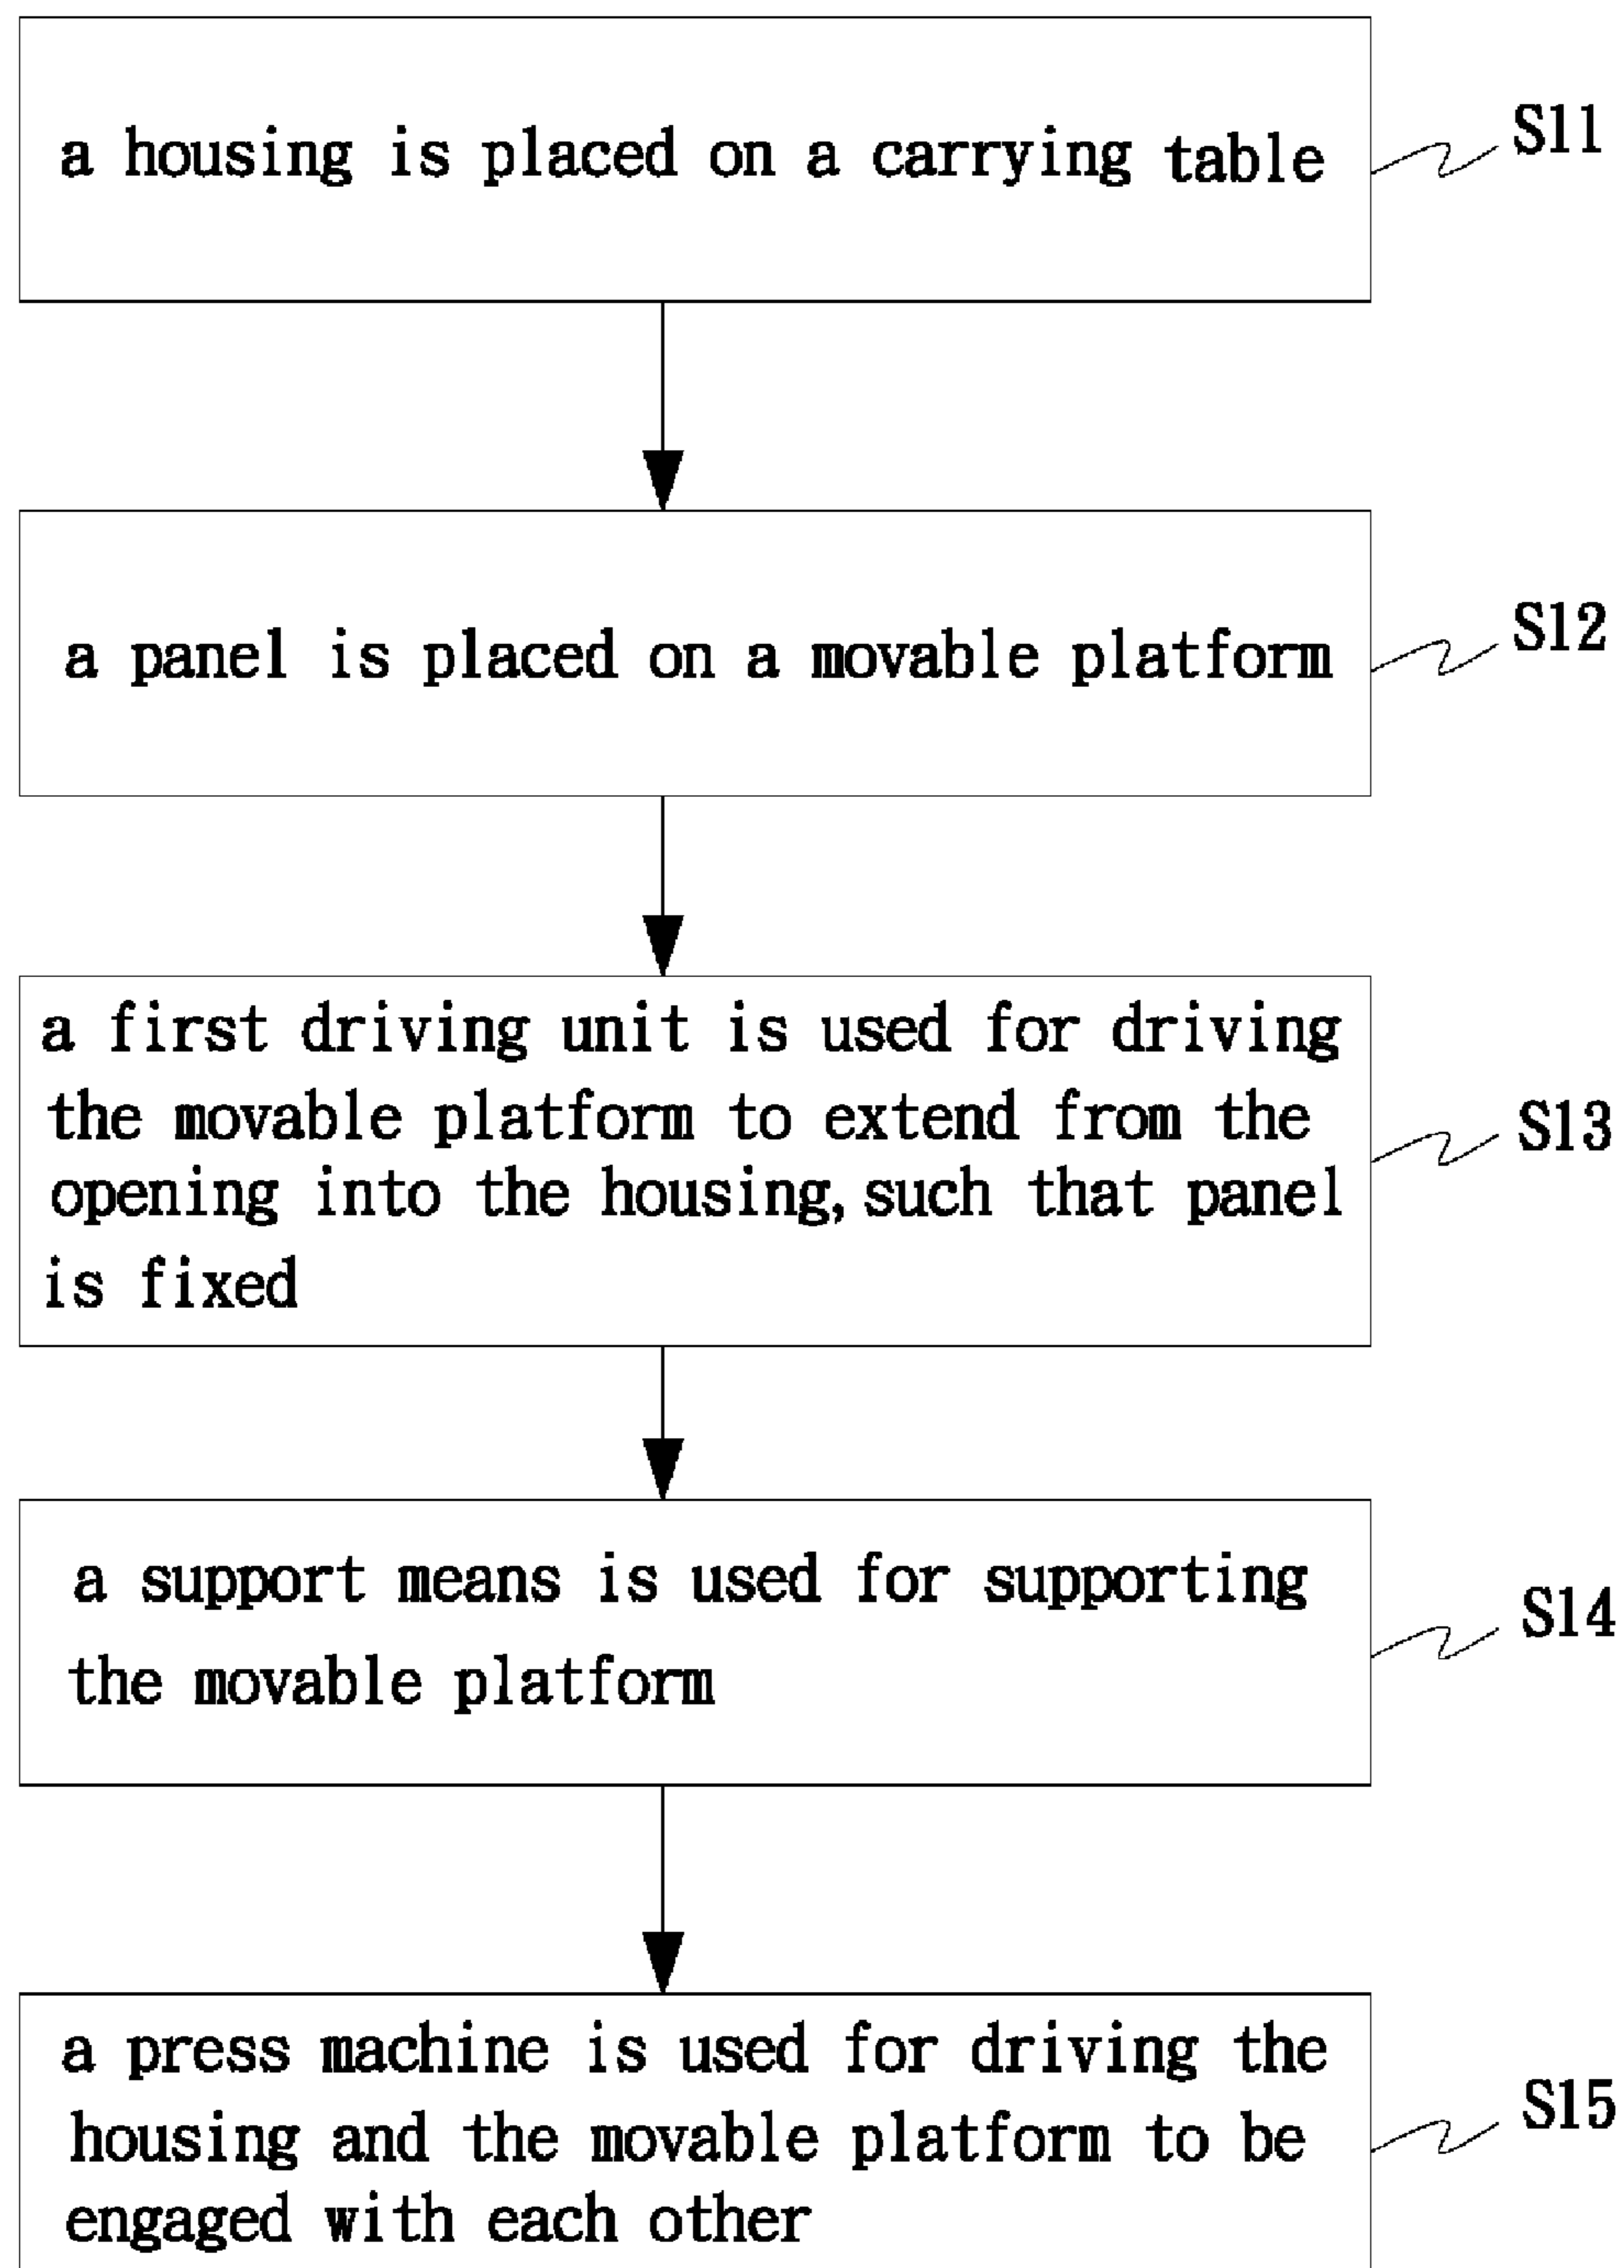 a housing is placed on a carrying table
S11
a panel is placed on a movable platform
S12
a first driving unit is used for driving
the movable platform to extend from the
opening into the housing, such that panel
is fixed
S13
a support means is used for supporting
the movable platform
S14
a press machine is used for driving the
housing and the movable platform to be
engaged with each other
S15